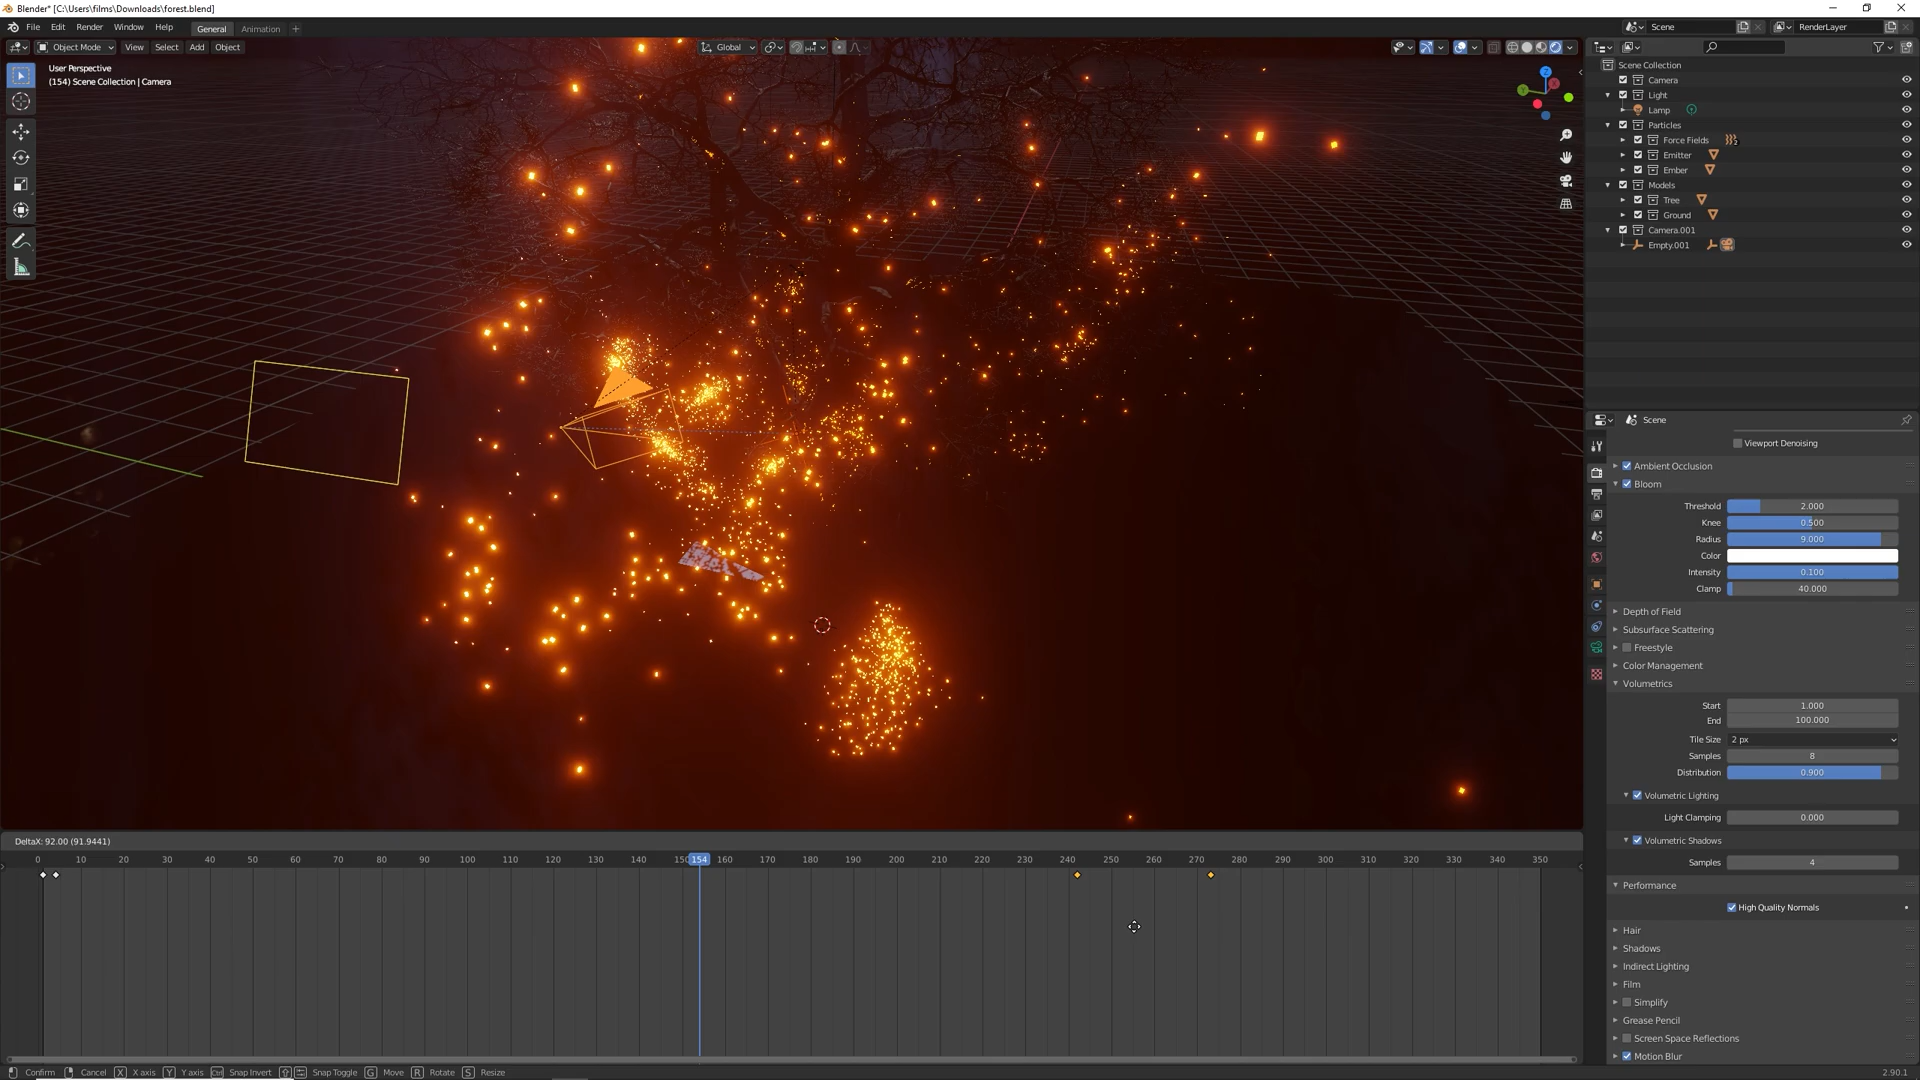 Blender* [C:\Users\films\Downloads\forest.blend]
File Edit Render Window Help General Animation + Scene RenderLayer
Object Mode View Select Add Object Global
User Perspective
(154) Scene Collection | Camera
Z
Y
Scene Collection
Camera
Light
Lamp
Particles
Force Fields
Emitter
Ember
Models
Tree
Ground
Camera.001
Empty.001
Scene
Viewport Denoising
Ambient Occlusion
Bloom
Threshold 2.000
Knee 0.500
Radius 9.000
Color
Intensity 0.100
Clamp 40.000
Depth of Field
Subsurface Scattering
Freestyle
Color Management
Volumetrics
Start 1.000
End 100.000
Tile Size 2 px
Samples 8
Distribution 0.900
Volumetric Lighting
Light Clamping 0.000
Volumetric Shadows
Samples 4
Performance
High Quality Normals
Hair
Shadows
Indirect Lighting
Film
Simplify
Grease Pencil
Screen Space Reflections
Motion Blur
DeltaX: 92.00 (91.9441)
0 10 20 30 40 50 60 70 80 90 100 110 120 130 140 150 154 160 170 180 190 200 210 220 230 240 250 260 270 280 290 300 310 320 330 340 350
Confirm Cancel X X axis Y Y axis Ctrl Snap Invert Snap Toggle G Move R Rotate S Resize 2.90.1